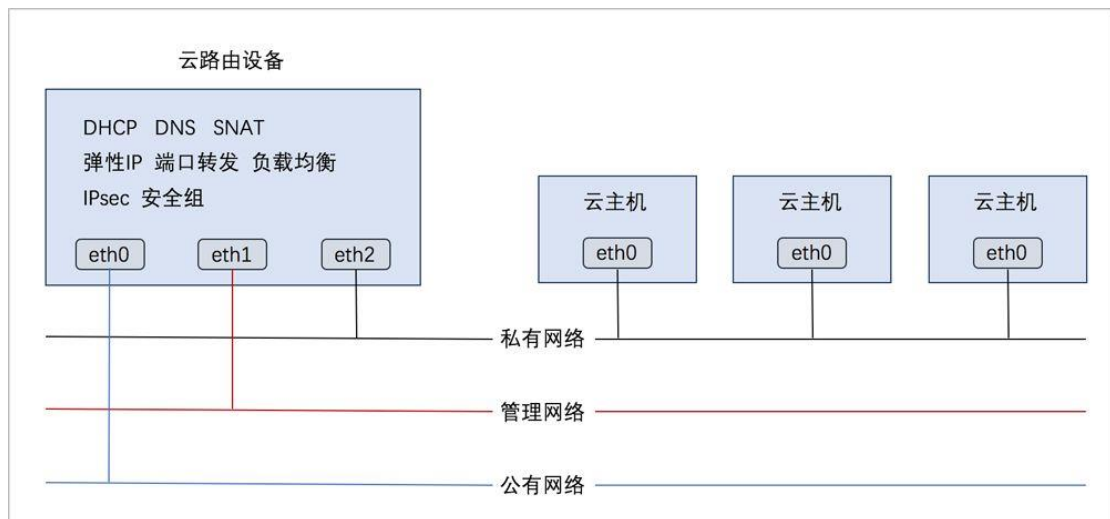 云路由设备
DHCP DNS SNAT
弹性IP 端口转发 负载均衡
IPsec 安全组
eth0 eth1 eth2
云主机 云主机 云主机
eth0 eth0 eth0
私有网络
管理网络
公有网络